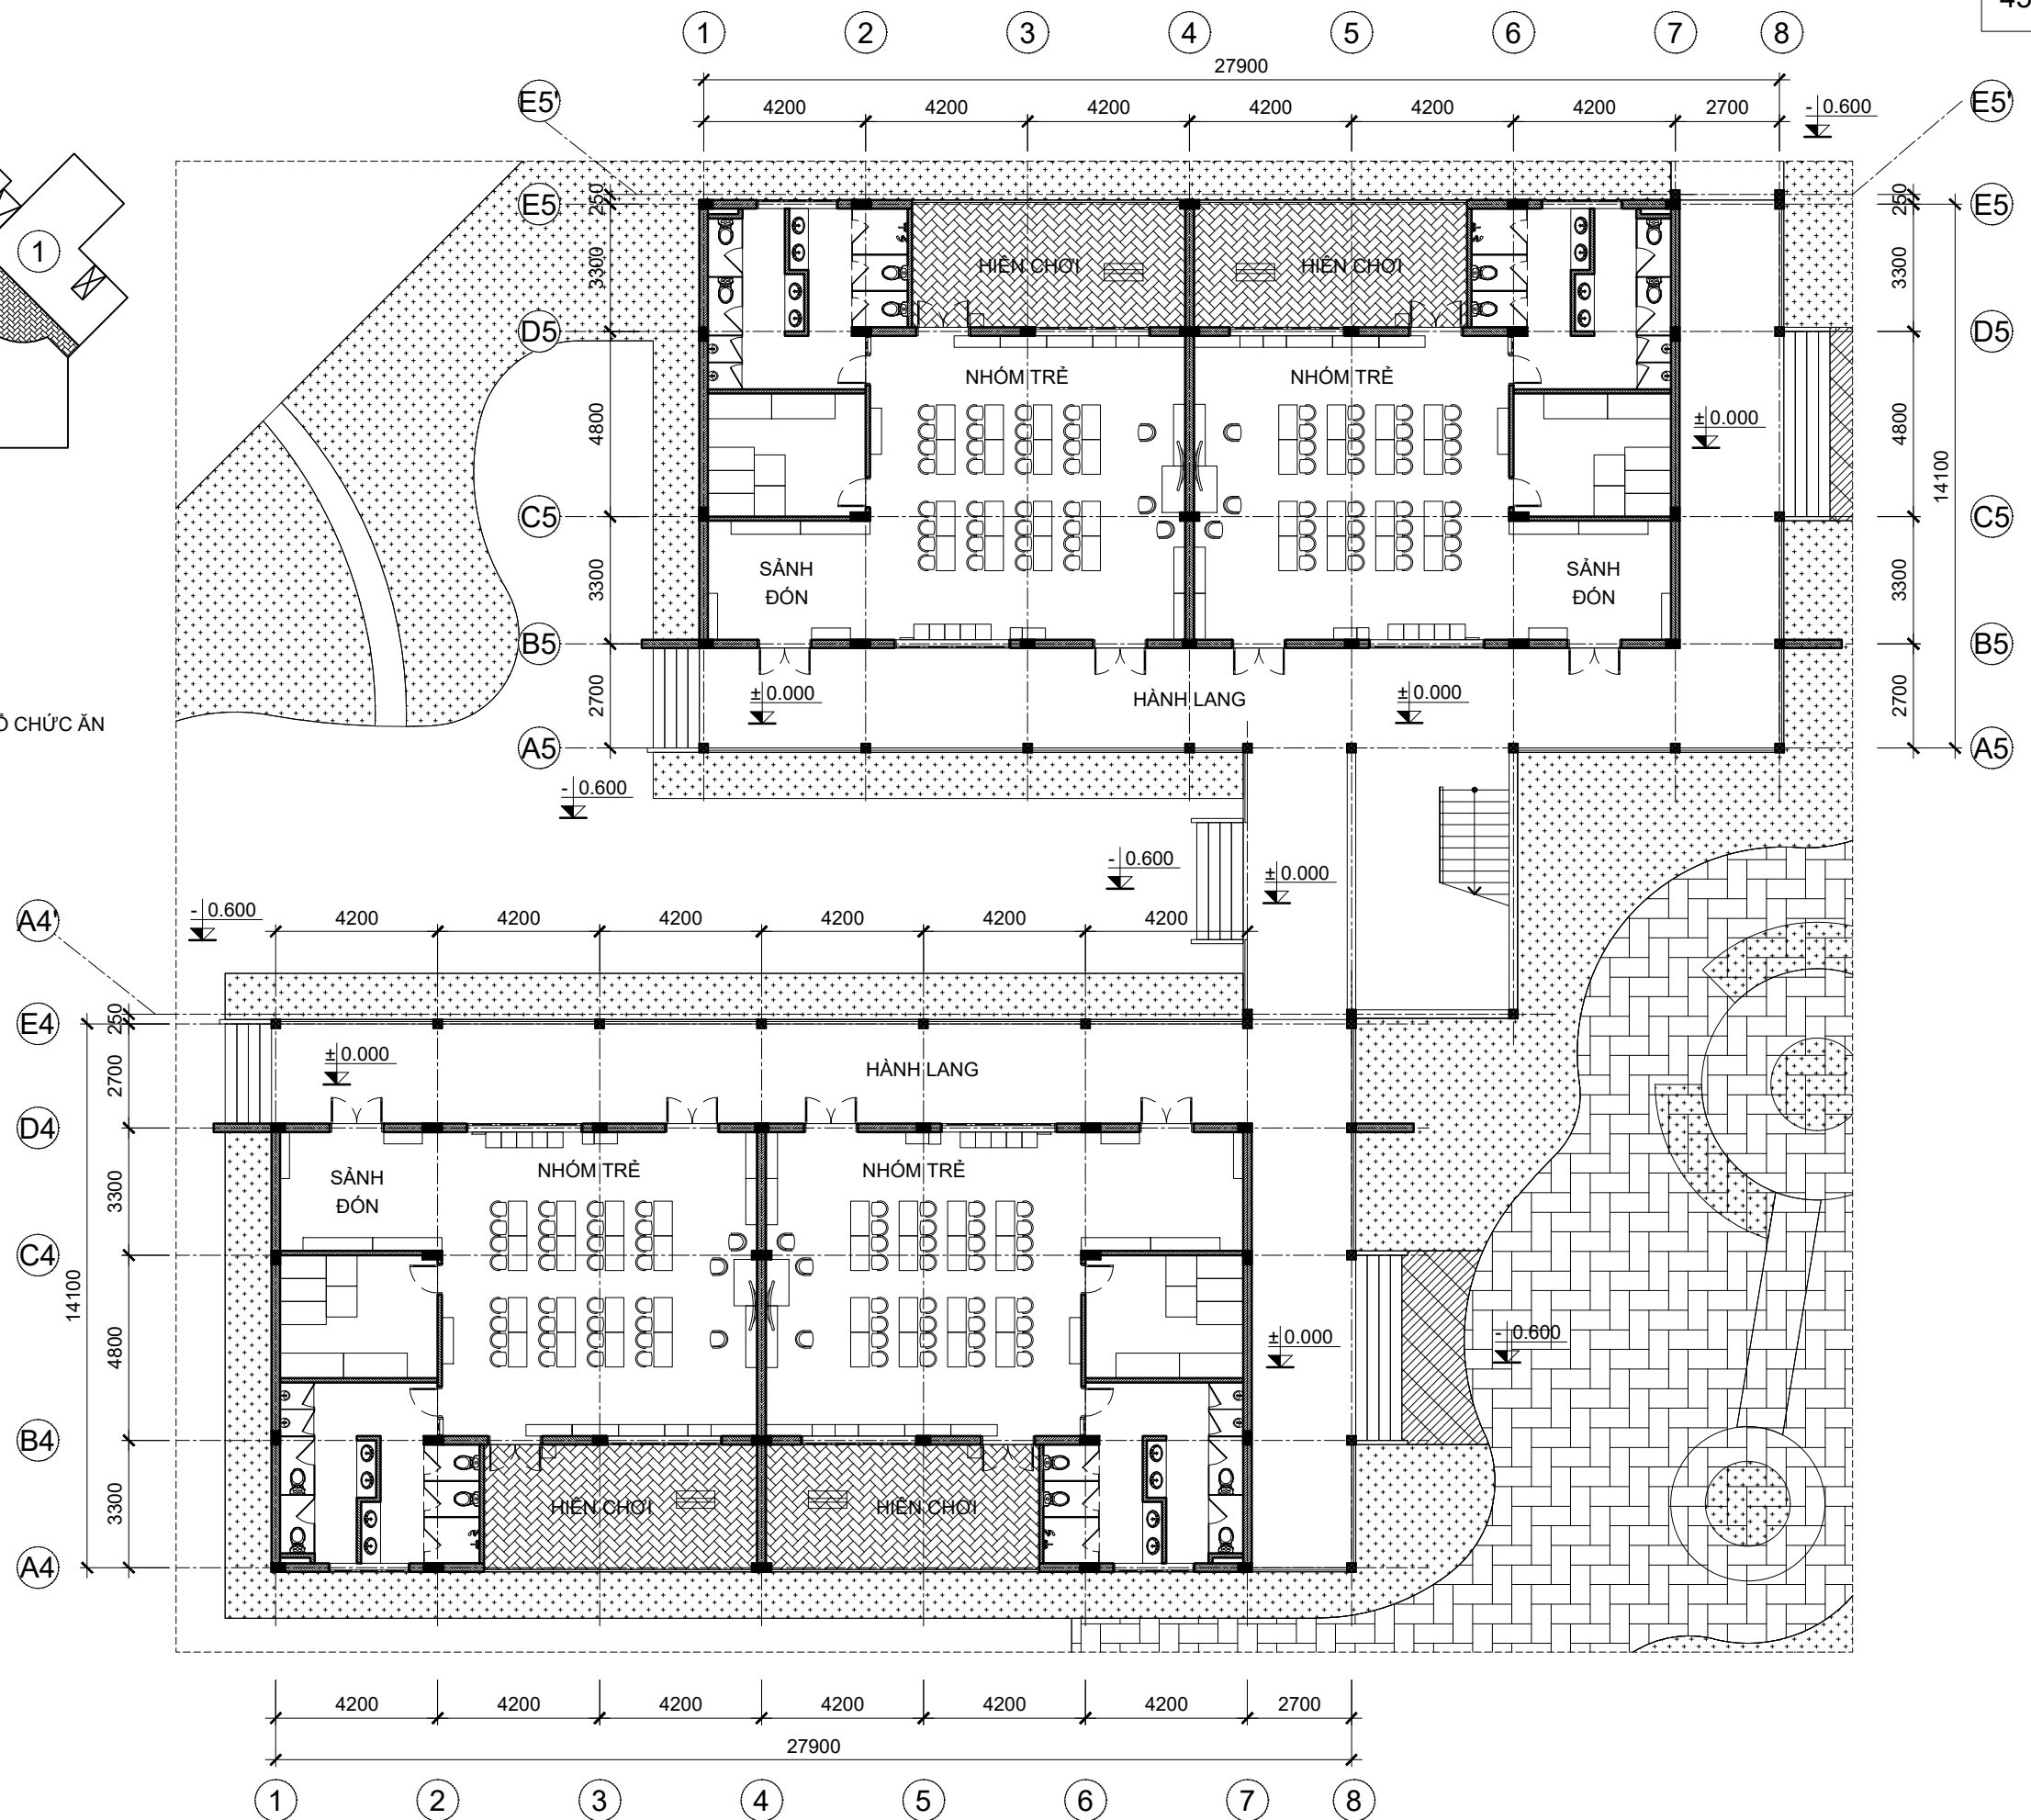 45
1 2 3 4 5 6 7 8
27900
4200 4200 4200 4200 4200 4200 2700
- 0.600
E5' E5'
E5 250 250 E5
3300 3300
HIÊN CHƠI HIÊN CHƠI
1
D5 D5
NHÓM TRẺ NHÓM TRẺ
4800 ± 0.000 4800
14100
C5 C5
SẢNH SẢNH
ĐÓN ĐÓN
3300 3300
B5 B5
± 0.000 HÀNH LANG ± 0.000
2700 2700
CHỨC ĂN
A5 A5
- 0.600
- 0.600
± 0.000
A4' - 0.600
4200 4200 4200 4200 4200 4200
E4 250
± 0.000 HÀNH LANG
2700
D4
NHÓM TRẺ NHÓM TRẺ
SẢNH
ĐÓN
3300
C4
14100
4800
± 0.000 - 0.600
B4
HIÊN CHƠI HIÊN CHƠI
3300
A4
4200 4200 4200 4200 4200 4200 2700
27900
1 2 3 4 5 6 7 8